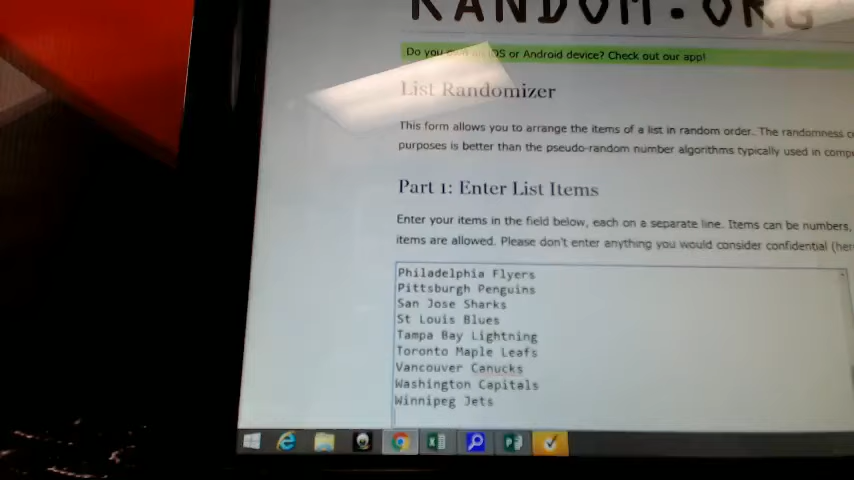 RANDOM.ORG
Do you own an iOS or Android device? Check out our app!
List Randomizer
This form allows you to arrange the items of a list in random order. The randomness
purposes is better than the pseudo-random number algorithms typically used in
Part 1: Enter List Items
Enter your items in the field below, each on a separate line. Items can be numbers,
items are allowed. Please don't enter anything you would consider confidential
Philadelphia Flyers
Pittsburgh Penguins
San Jose Sharks
St Louis Blues
Tampa Bay Lightning
Toronto Maple Leafs
Vancouver Canucks
Washington Capitals
Winnipeg Jets